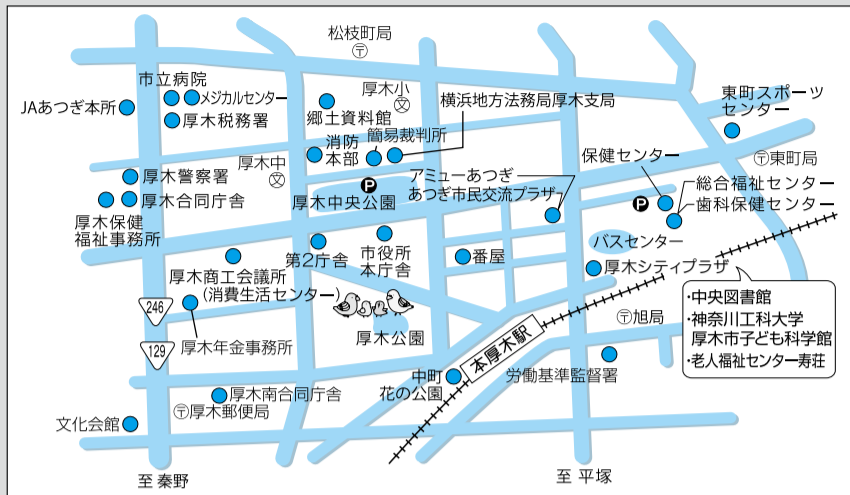 松枝町局
〒
市立病院
メジカルセンター
JAあつぎ本所
厚木税務署
郷土資料館
厚木小
文
横浜地方法務局厚木支局
東町スポーツ
センター
消防
本部
簡易裁判所
厚木中
文
保健センター
〒東町局
厚木警察署
厚木合同庁舎
厚木保健
福祉事務所
P
厚木中央公園
アミューあつぎ
あつぎ市民交流プラザ
P
総合福祉センター
歯科保健センター
第2庁舎
市役所
本庁舎
番屋
バスセンター
厚木シティプラザ
厚木商工会議所
(消費生活センター)
・中央図書館
・神奈川工科大学
厚木市子ども科学館
・老人福祉センター寿荘
246
厚木年金事務所
厚木公園
〒旭局
129
本厚木駅
中町
花の公園
労働基準監督署
厚木南合同庁舎
〒厚木郵便局
文化会館
至 秦野
至 平塚